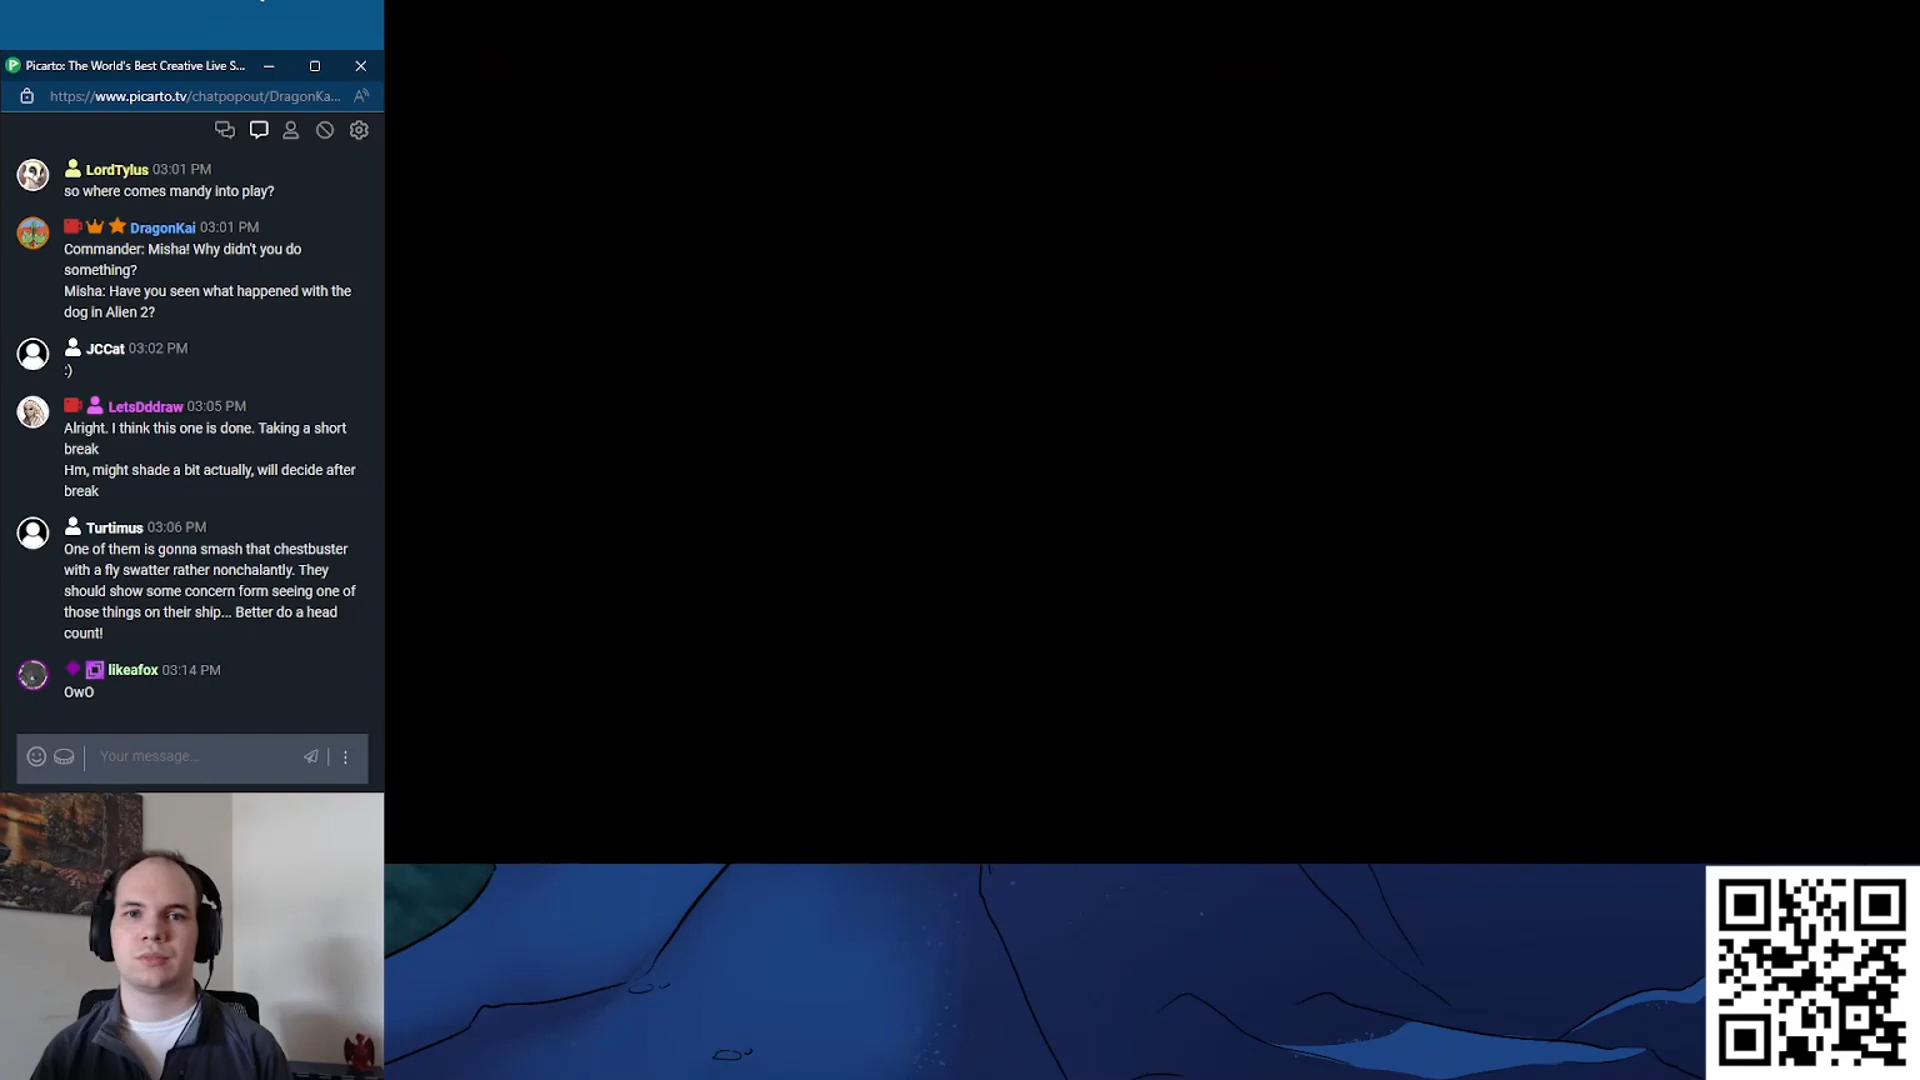 Picarto: The World's Best Creative Live S...
https://www.picarto.tv/chatpopout/DragonKa...
LordTylus 03:01 PM
so where comes mandy into play?
DragonKai 03:01 PM
Commander: Misha! Why didn't you do
something?
Misha: Have you seen what happened with the
dog in Alien 2?
JCCat 03:02 PM
:)
LetsDddraw 03:05 PM
Alright. I think this one is done. Taking a short
break
Hm, might shade a bit actually, will decide after
break
Turtimus 03:06 PM
One of them is gonna smash that chestbuster
with a fly swatter rather nonchalantly. They
should show some concern form seeing one of
those things on their ship... Better do a head
count!
likeafox 03:14 PM
OwO
Your message...